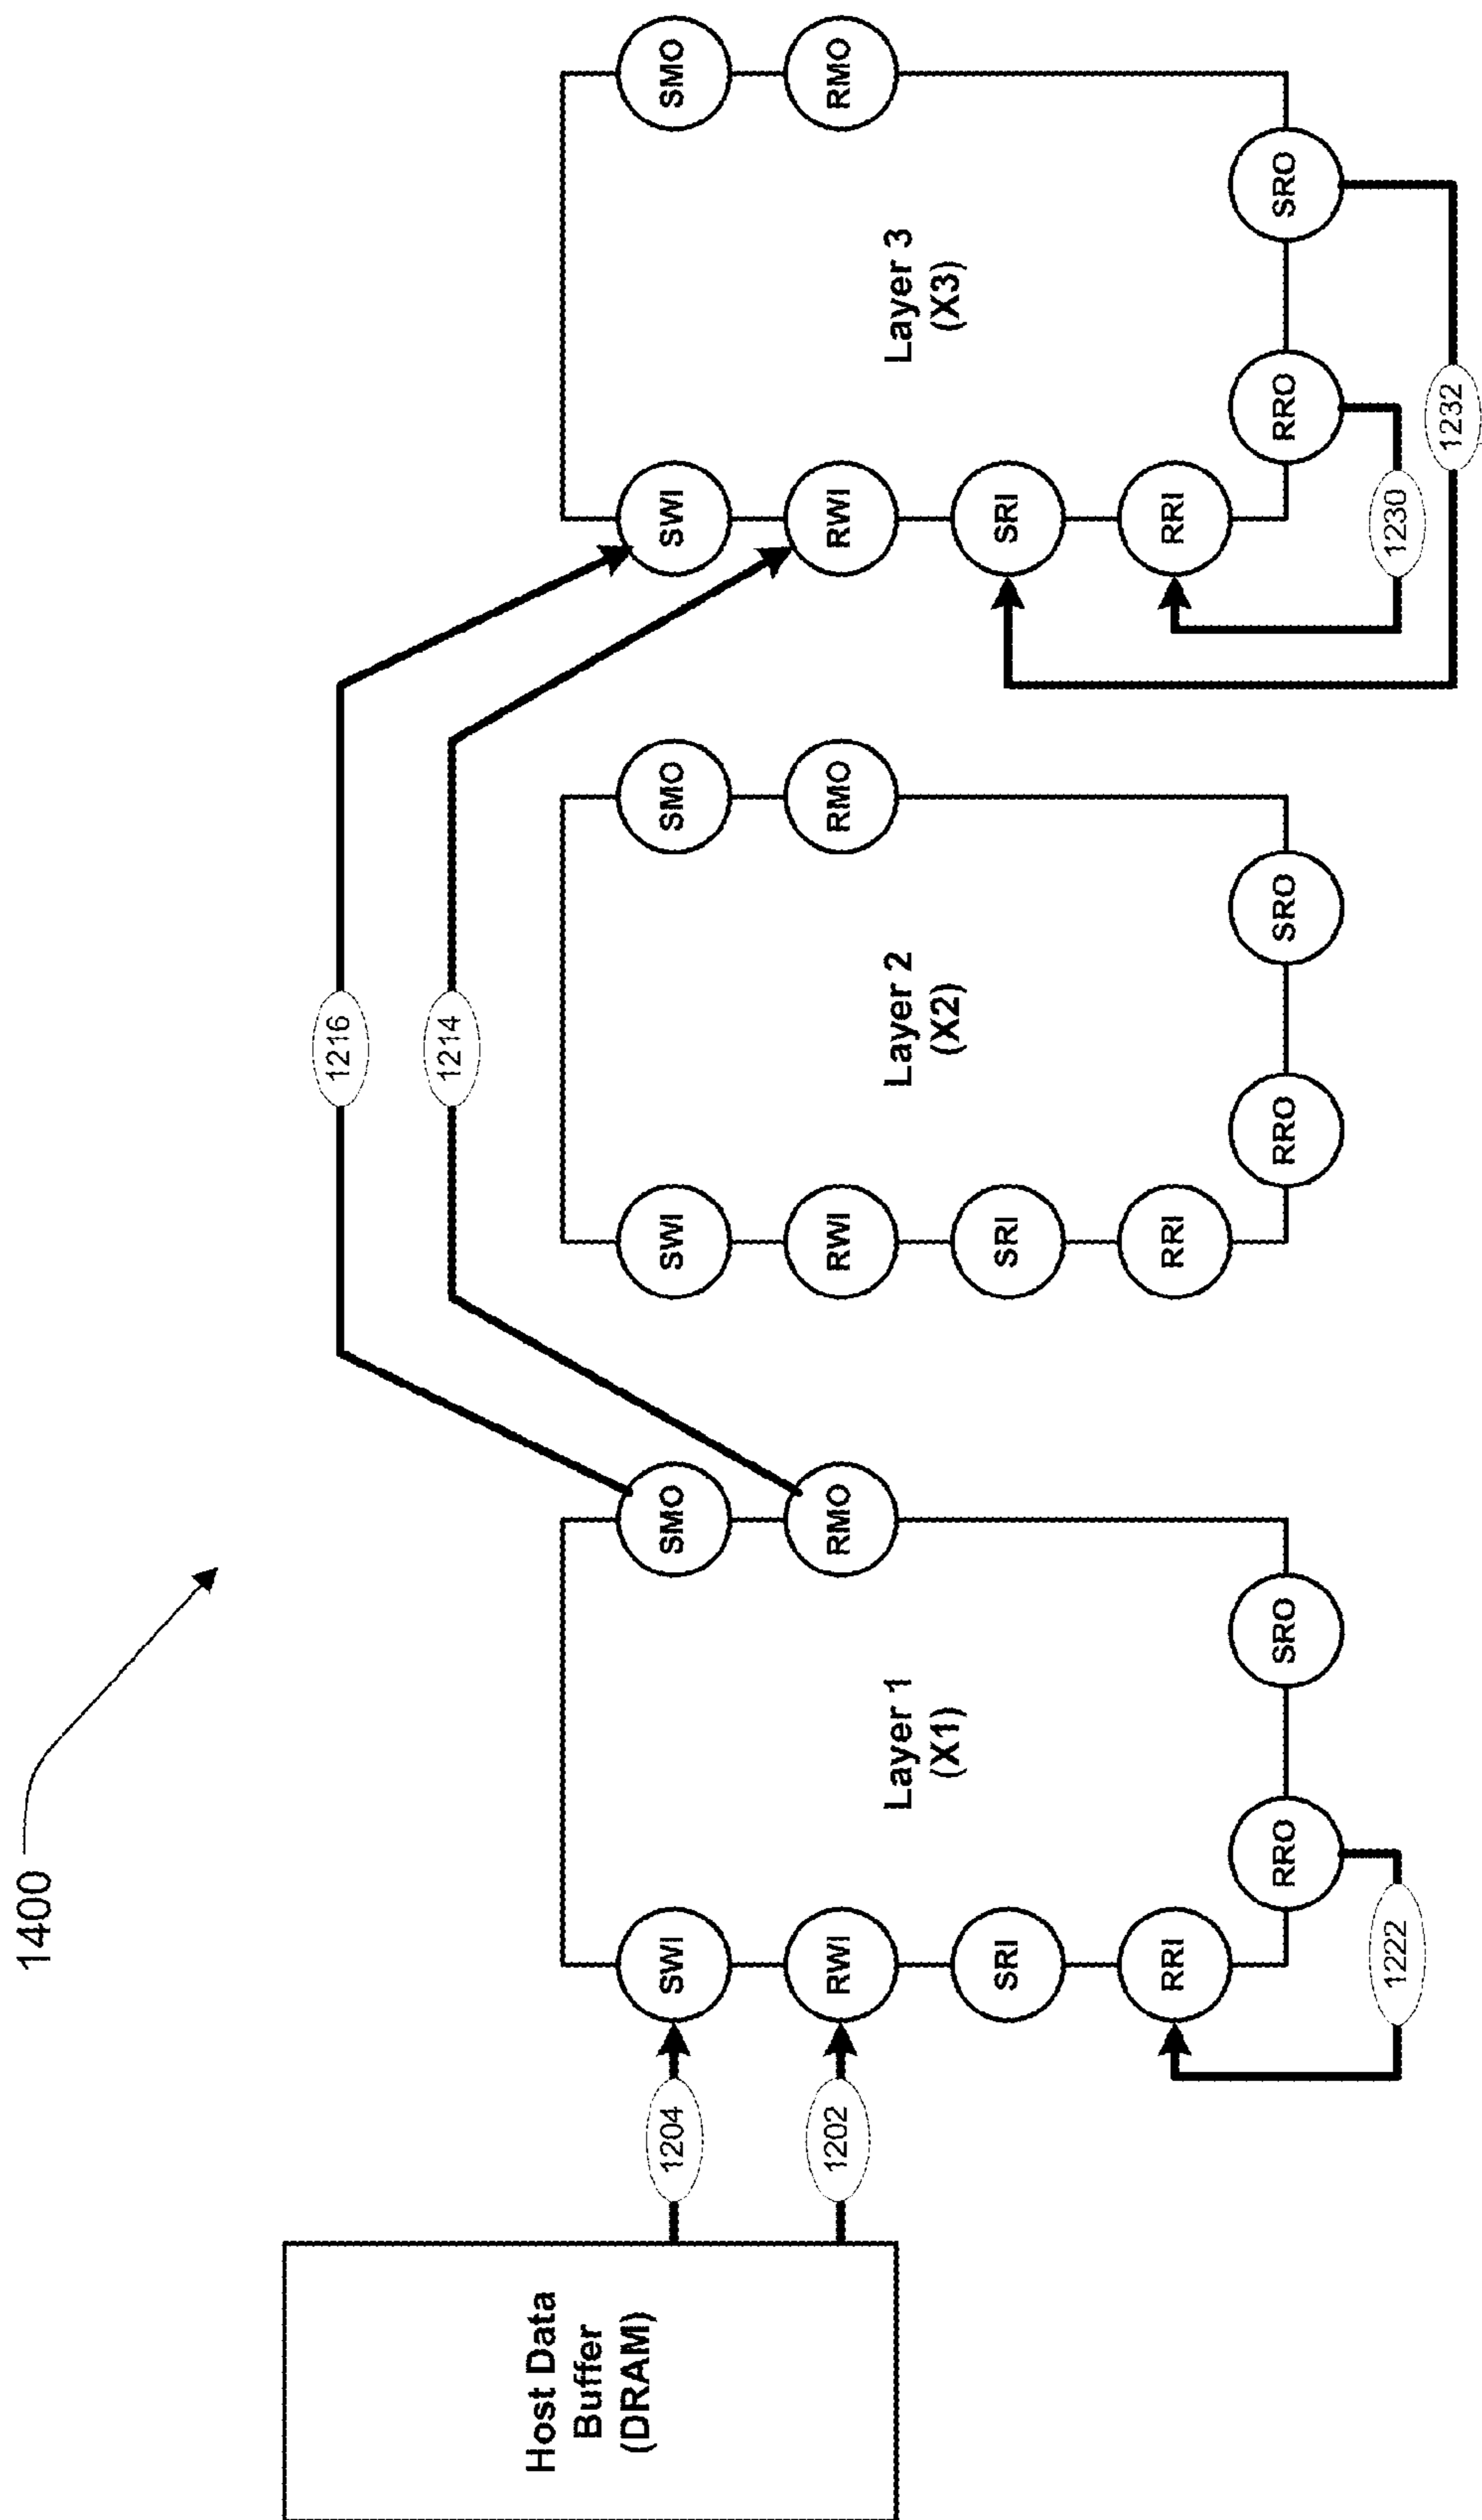 1400
Host Data
Buffer
(DRAM)
1204
1202
SWI
RWI
SRI
RRI
RRO
SRO
SMO
RMO
Layer 1
(X1)
1222
1216
1214
SWI
RWI
SRI
RRI
RRO
SRO
SMO
RMO
Layer 2
(X2)
SWI
RWI
SRI
RRI
RRO
SRO
SMO
RMO
Layer 3
(X3)
1230
1232